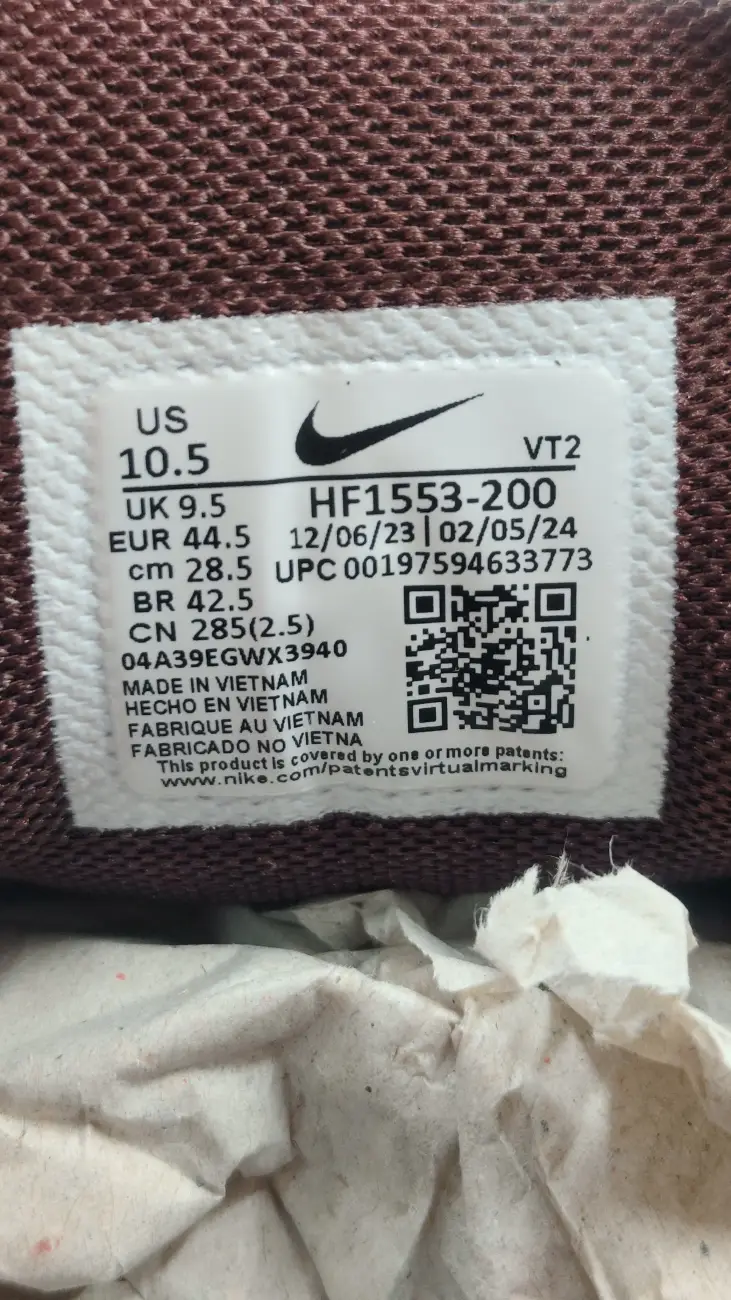 US
10.5
VT2
UK 9.5
HF1553-200
EUR 44.5
12/06/23 | 02/05/24
cm 28.5
UPC 00197594633773
BR 42.5
CN 285(2.5)
04A39EGWX3940
MADE IN VIETNAM
HECHO EN VIETNAM
FABRIQUE AU VIETNAM
FABRICADO NO VIETNA
This product is covered by one or more patents:
www.nike.com/patentsvirtualmarking